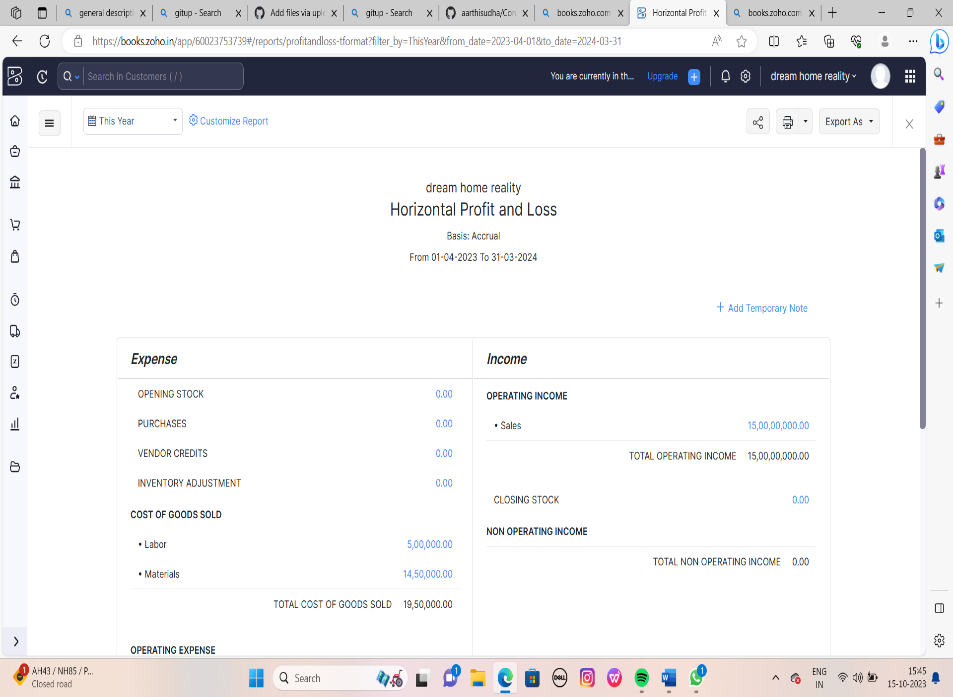 general descripti
gitup - Search
Add files via uplo
gitup - Search
aarthisudha/Con
books.zoho.com
Horizontal Profit
books.zoho.com
https://books.zoho.in/app/60023753739#/reports/profitandloss-tformat?filter_by=ThisYear&from_date=2023-04-01&to_date=2024-03-31
Search in Customers ( / )
You are currently in th...
Upgrade
dream home reality
This Year
Customize Report
Export As
dream home reality
Horizontal Profit and Loss
Basis: Accrual
From 01-04-2023 To 31-03-2024
+ Add Temporary Note
Expense
OPENING STOCK 0.00
PURCHASES 0.00
VENDOR CREDITS 0.00
INVENTORY ADJUSTMENT 0.00
COST OF GOODS SOLD
• Labor 5,00,000.00
• Materials 14,50,000.00
TOTAL COST OF GOODS SOLD 19,50,000.00
OPERATING EXPENSE
Income
OPERATING INCOME
• Sales 15,00,00,000.00
TOTAL OPERATING INCOME 15,00,00,000.00
CLOSING STOCK 0.00
NON OPERATING INCOME
TOTAL NON OPERATING INCOME 0.00
1
AH43 / NH85 / P...
Closed road
Search
1
DELL
W
1
ENG
IN
15:45
15-10-2023